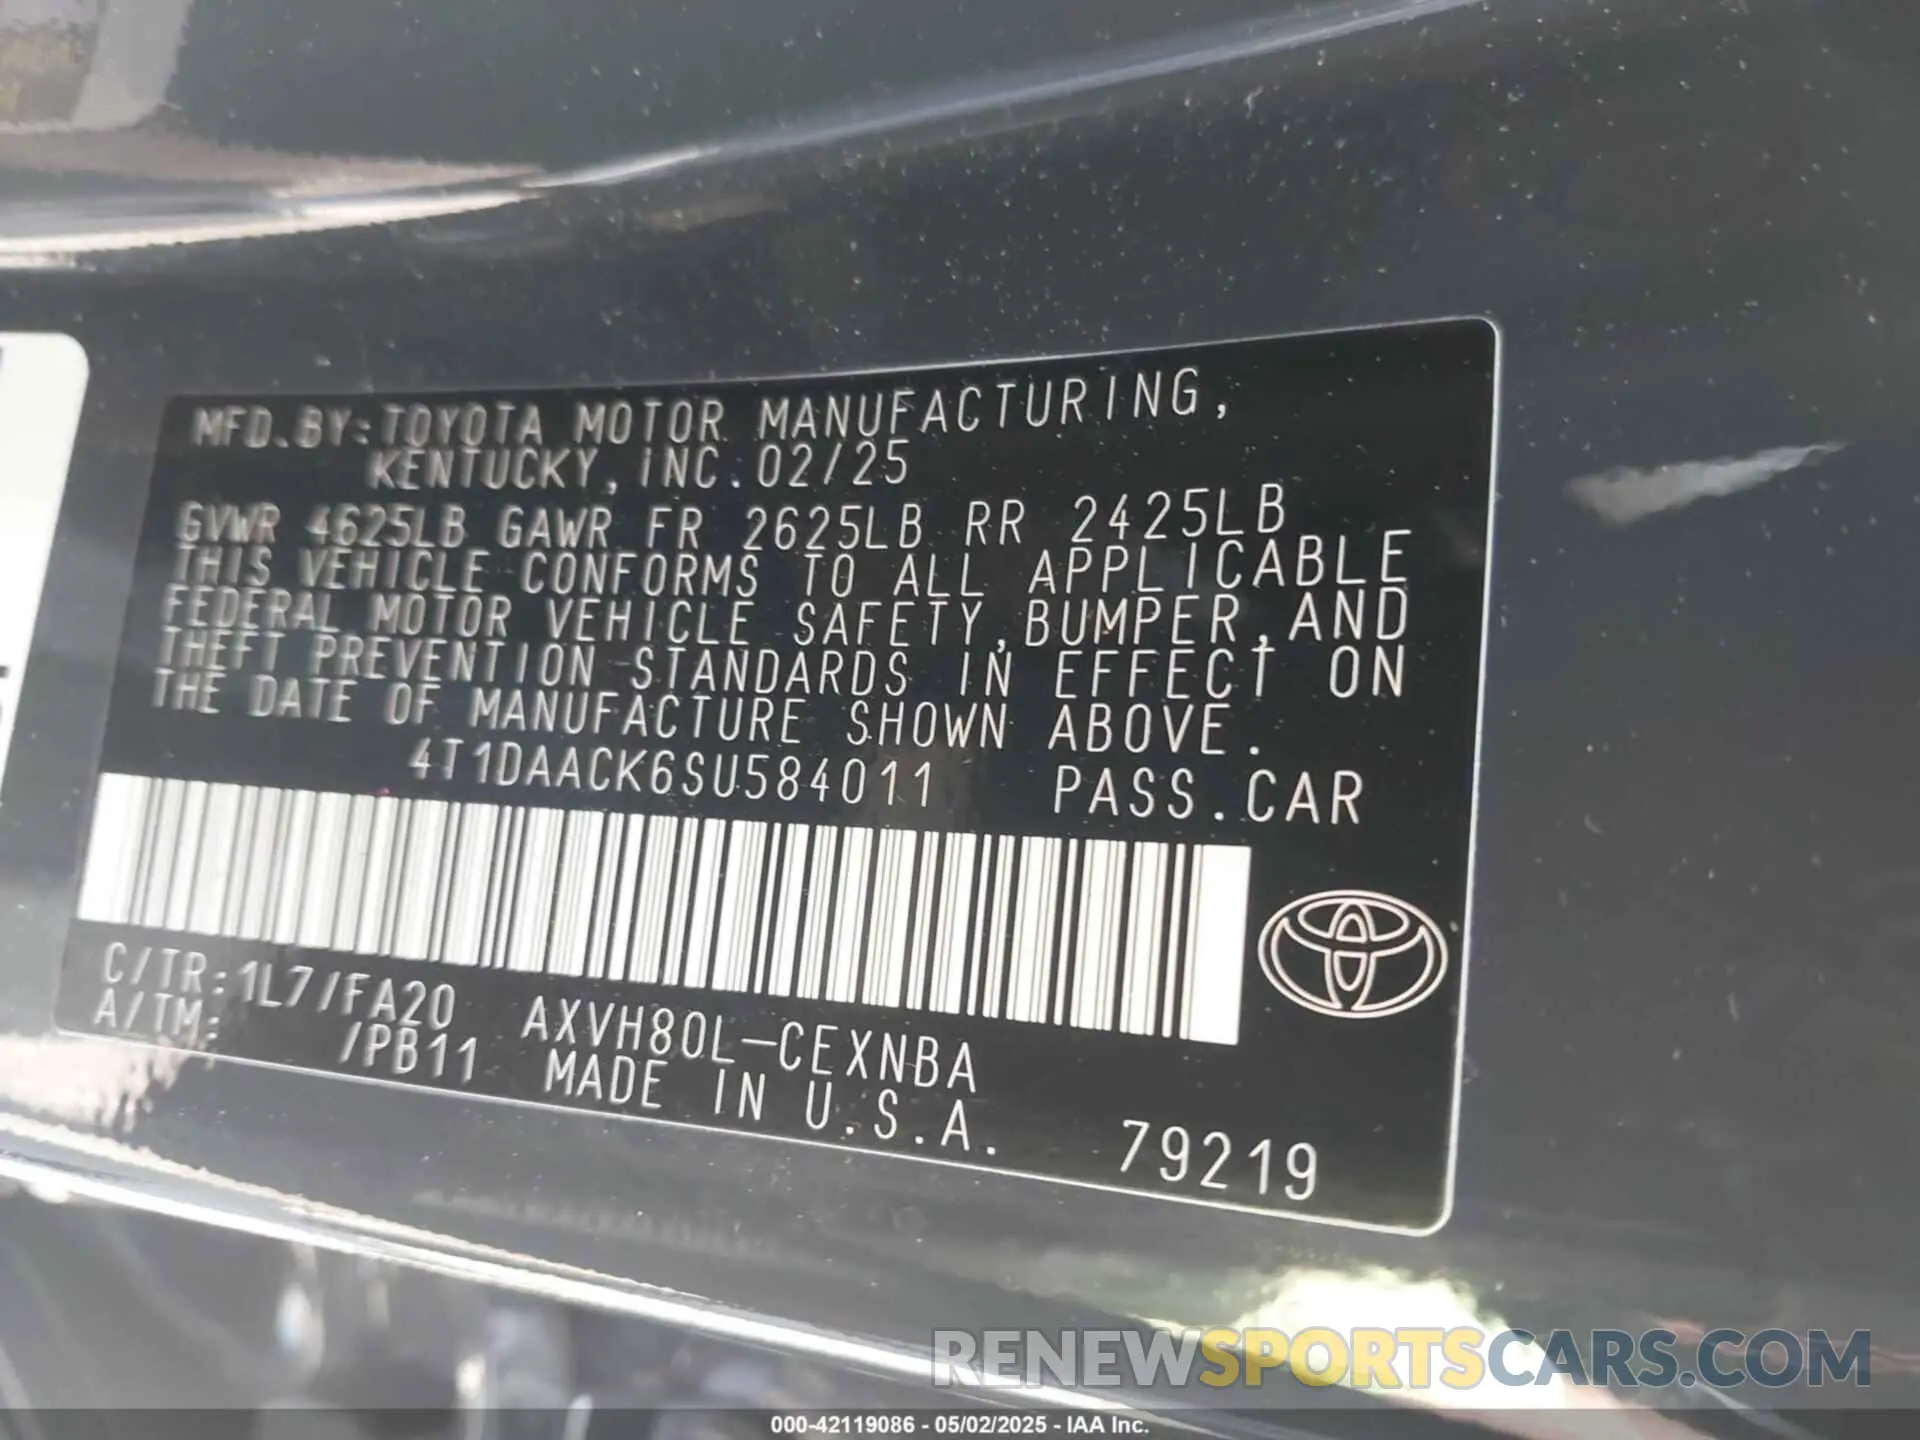 MFD.BY:TOYOTA MOTOR MANUFACTURING,
KENTUCKY, INC. 02/25
GVWR 4625LB GAWR FR 2625LB RR 2425LB
THIS VEHICLE CONFORMS TO ALL APPLICABLE
FEDERAL MOTOR VEHICLE SAFETY, BUMPER, AND
THEFT PREVENTION STANDARDS IN EFFECT ON
THE DATE OF MANUFACTURE SHOWN ABOVE.
4T1DAACK6SU584011 PASS.CAR
C/TR:1L7/FA20 AXVH80L-CEXNBA
A/TM: /PB11 MADE IN U.S.A.
79219
RENEWSPORTSCARS.COM
000-42119086 - 05/02/2025 - IAA Inc.